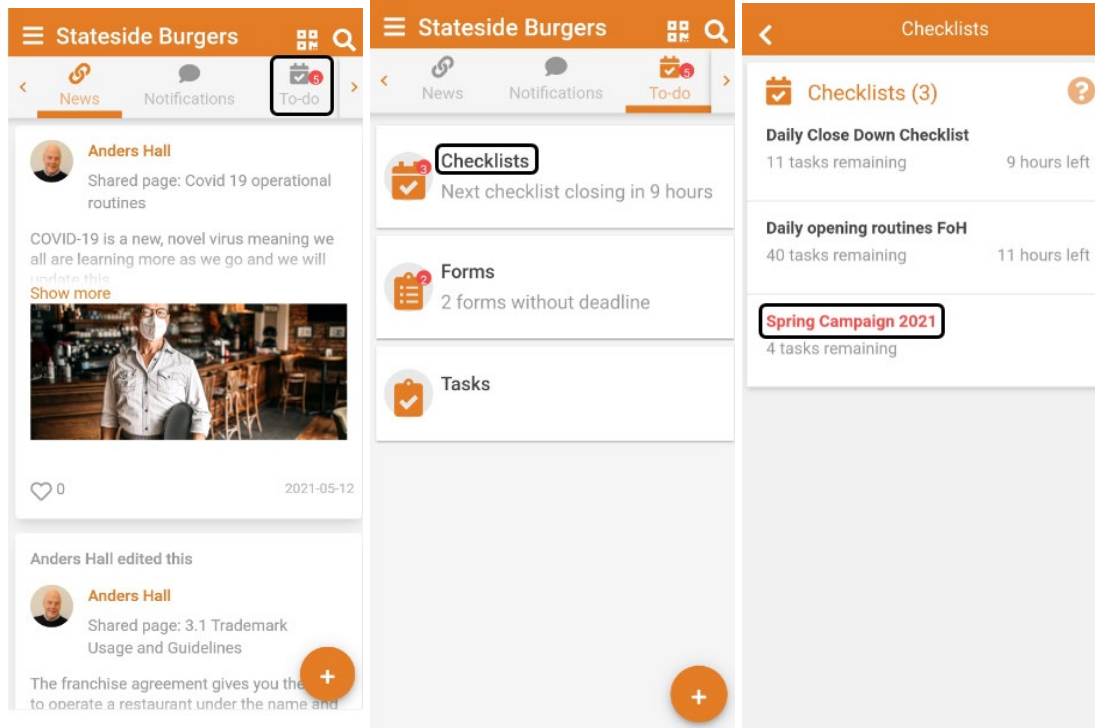 Stateside Burgers
News
Notifications
5
To-do
Anders Hall
Shared page: Covid 19 operational
routines
COVID-19 is a new, novel virus meaning we
all are learning more as we go and we will
update this
Show more
0
2021-05-12
Anders Hall edited this
Anders Hall
Shared page: 3.1 Trademark
Usage and Guidelines
The franchise agreement gives you the
to operate a restaurant under the name and
+
Stateside Burgers
News
Notifications
5
To-do
3
Checklists
Next checklist closing in 9 hours
2
Forms
2 forms without deadline
Tasks
+
Checklists
Checklists (3)
?
Daily Close Down Checklist
11 tasks remaining 9 hours left
Daily opening routines FoH
40 tasks remaining 11 hours left
Spring Campaign 2021
4 tasks remaining